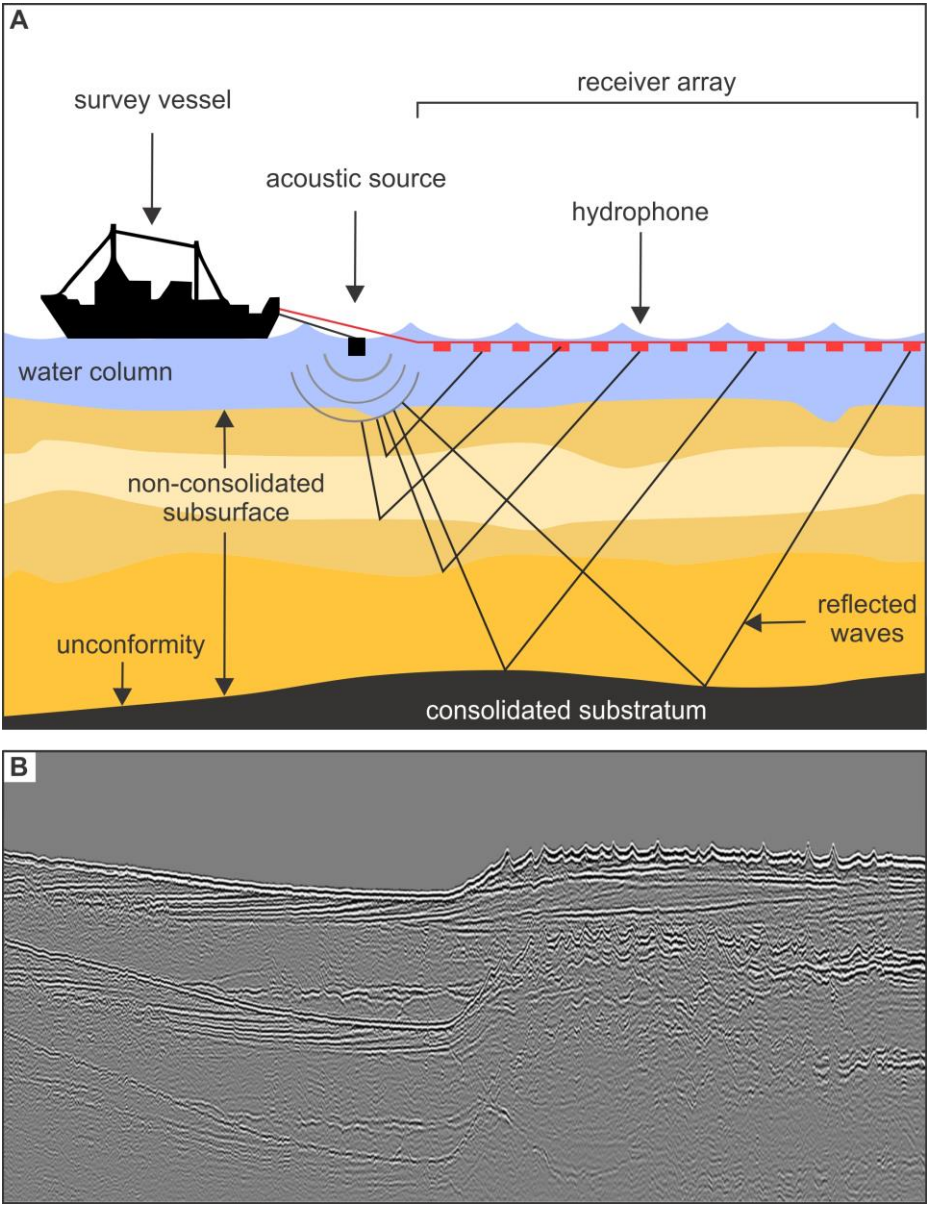 A
survey vessel
receiver array
acoustic source
hydrophone
water column
non-consolidated
subsurface
unconformity
reflected
waves
consolidated substratum
B